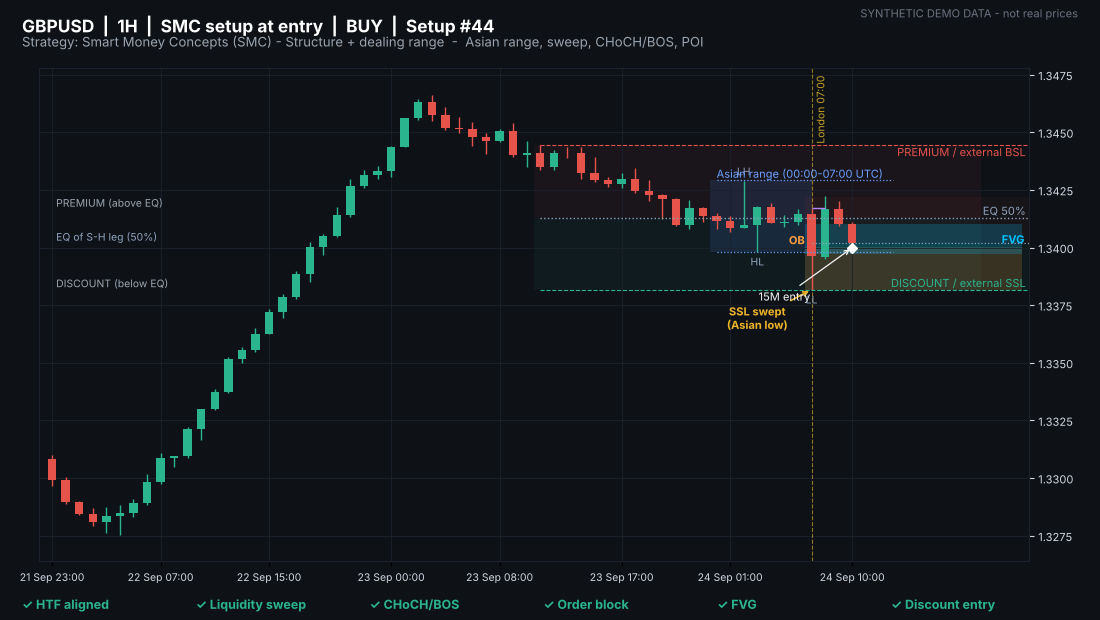 GBPUSD | 1H | SMC setup at entry | BUY | Setup #44
SYNTHETIC DEMO DATA - not real prices
Strategy: Smart Money Concepts (SMC) - Structure + dealing range - Asian range, sweep, CHoCH/BOS, POI
London 07:00
1.3475
1.3450
1.3425
1.3400
1.3375
1.3350
1.3325
1.3300
1.3275
PREMIUM / external BSL
Asian range (00:00-07:00 UTC)
LH
PREMIUM (above EQ)
EQ 50%
EQ of S-H leg (50%)
OB
FVG
HL
DISCOUNT (below EQ)
DISCOUNT / external SSL
15M entry
LL
SSL swept
(Asian low)
21 Sep 23:00
22 Sep 07:00
22 Sep 15:00
23 Sep 00:00
23 Sep 08:00
23 Sep 17:00
24 Sep 01:00
24 Sep 10:00
✓ HTF aligned
✓ Liquidity sweep
✓ CHoCH/BOS
✓ Order block
✓ FVG
✓ Discount entry